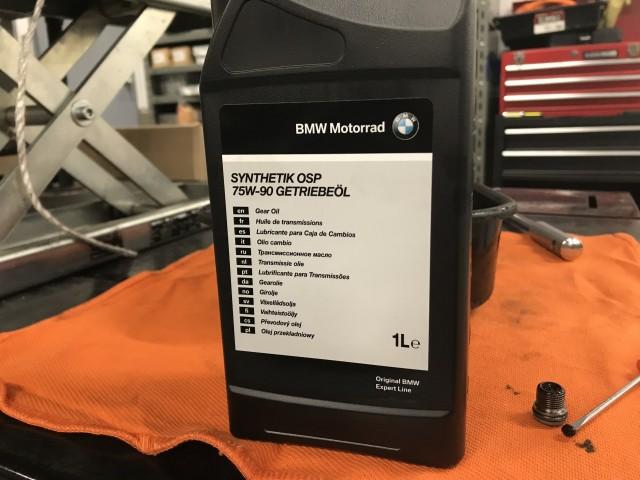 BMW Motorrad
SYNTHETIK OSP
75W-90 GETRIEBEÖL
en Gear Oil
fr Huile de transmissions
es Lubricante para Caja de Cambios
it Olio cambio
ru Трансмиссионное масло
nl Transmissie olie
pt Lubrificante para Transmissões
da Gearolie
no Girolje
sv Växellådsolja
fi Vaihteistoöljy
cs Převodový olej
pl Olej przekładniowy
1L℮
Original BMW
Expert Line